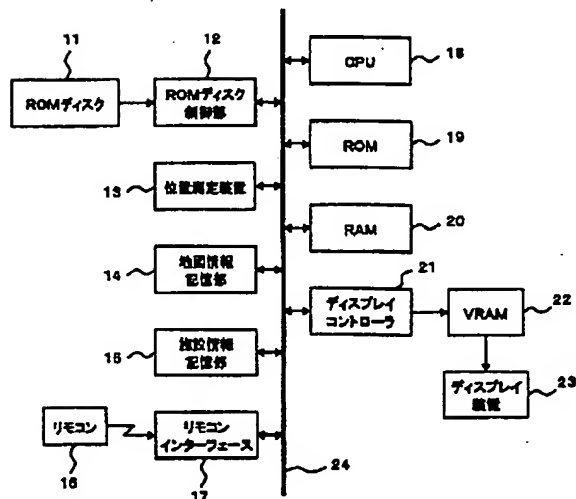 11
12
ROMディスク
ROMディスク
制御部
13
位置測定装置
14
地図情報
記憶部
15
施設情報
記憶部
リモコン
16
リモコン
インターフェース
17
CPU
18
ROM
19
RAM
20
21
ディスプレイ
コントローラ
VRAM
22
ディスプレイ
装置
23
24